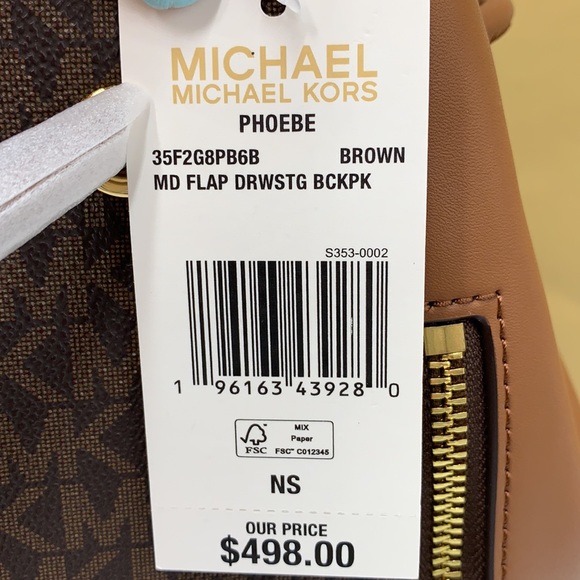 MICHAEL
MICHAEL KORS
PHOEBE
35F2G8PB6B BROWN
MD FLAP DRWSTG BCKPK
S353-0002
1 96163 43928 0
FSC MIX
Paper
FSC™ C012345
NS
OUR PRICE
$498.00